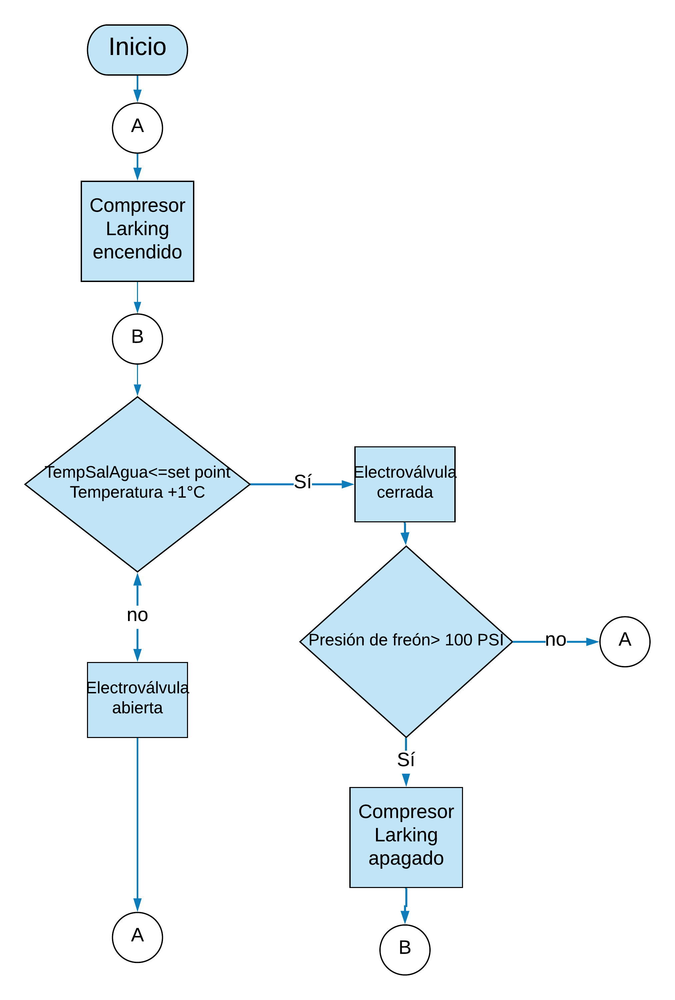 Inicio
A
Compresor
Larking
encendido
B
TempSalAgua<=set point
Temperatura +1°C
Sí
Electroválvula
cerrada
no
Presión de freón> 100 PSI
no
A
Electroválvula
abierta
Sí
Compresor
Larking
apagado
A
B